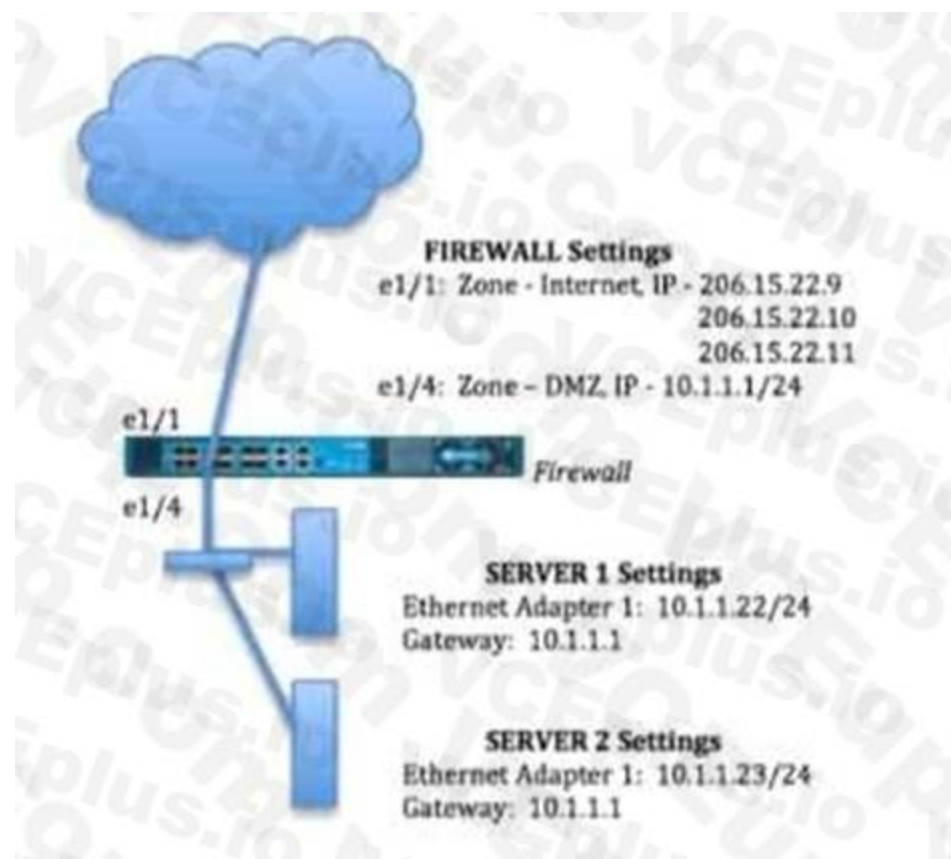 FIREWALL Settings
e1/1: Zone - Internet, IP - 206.15.22.9
206.15.22.10
206.15.22.11
e1/4: Zone – DMZ, IP - 10.1.1.1/24
e1/1
Firewall
e1/4
SERVER 1 Settings
Ethernet Adapter 1: 10.1.1.22/24
Gateway: 10.1.1.1
SERVER 2 Settings
Ethernet Adapter 1: 10.1.1.23/24
Gateway: 10.1.1.1